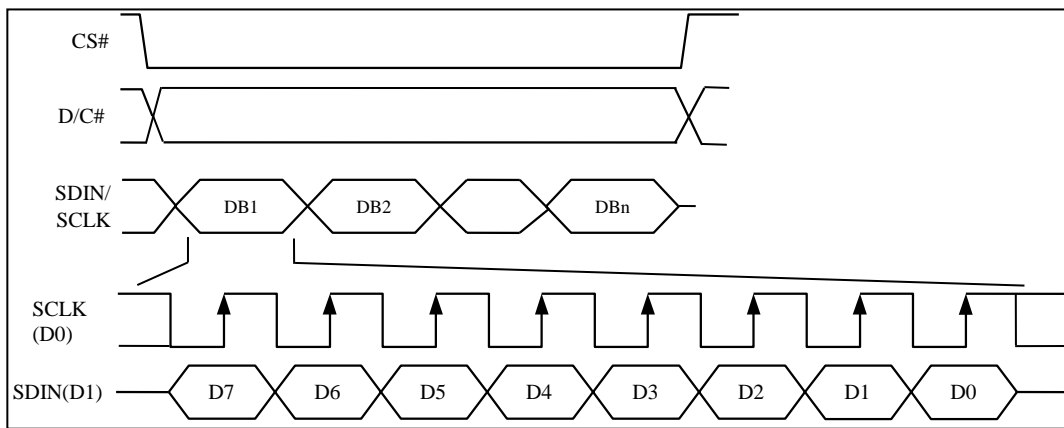 CS#
D/C#
SDIN/
SCLK
DB1 DB2 DBn
SCLK
(D0)
SDIN(D1) D7 D6 D5 D4 D3 D2 D1 D0